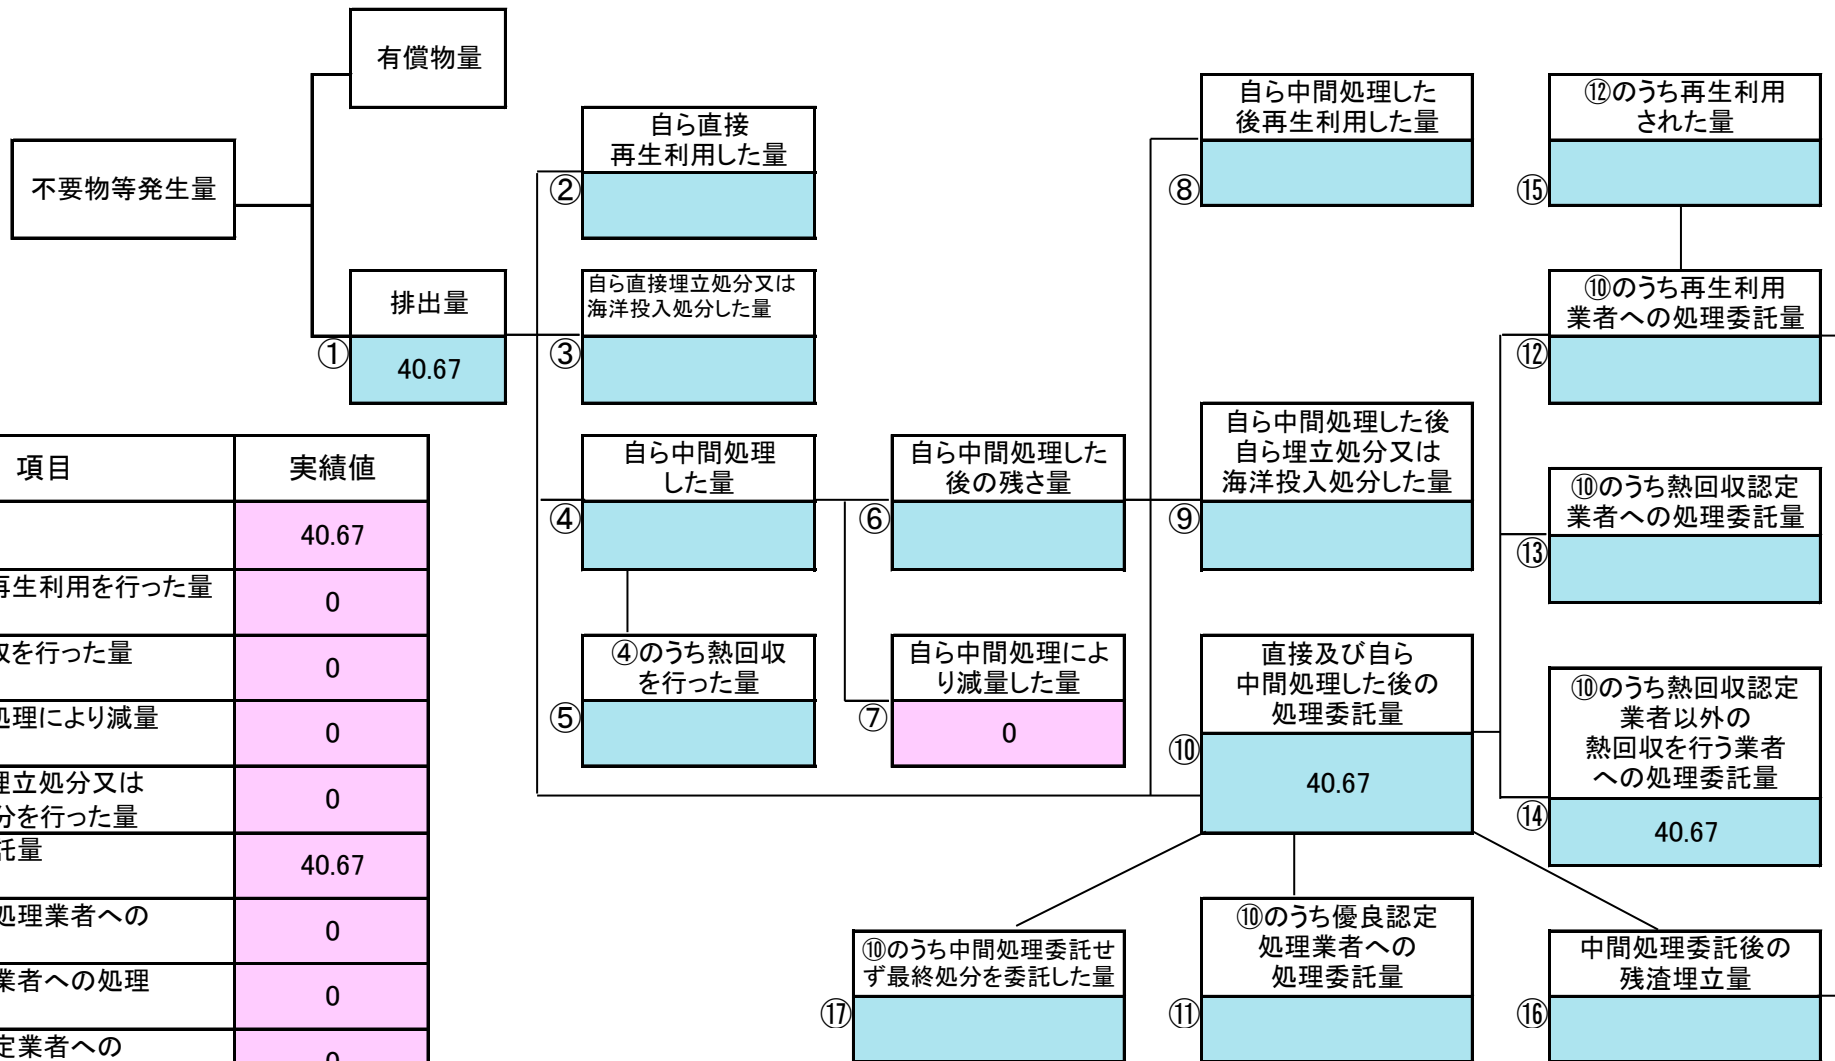 有償物量
不要物等発生量
排出量
①
40.67
自ら直接
再生利用した量
②
自ら直接埋立処分又は
海洋投入処分した量
③
自ら中間処理
した量
④
④のうち熱回収
を行った量
⑤
自ら中間処理した
後の残さ量
⑥
自ら中間処理によ
り減量した量
⑦
0
自ら中間処理した
後再生利用した量
⑧
自ら中間処理した後
自ら埋立処分又は
海洋投入処分した量
⑨
直接及び自ら
中間処理した後の
処理委託量
⑩
40.67
⑫のうち再生利用
された量
⑮
⑩のうち再生利用
業者への処理委託量
⑫
⑩のうち熱回収認定
業者への処理委託量
⑬
⑩のうち熱回収認定
業者以外の
熱回収を行う業者
への処理委託量
⑭
40.67
⑩のうち中間処理委託せ
ず最終処分を委託した量
⑰
⑩のうち優良認定
処理業者への
処理委託量
⑪
中間処理委託後の
残渣埋立量
⑯
項目
実績値
40.67
再生利用を行った量
0
収を行った量
0
処理により減量
0
埋立処分又は
分を行った量
0
託量
40.67
処理業者への
0
業者への処理
0
定業者への
0